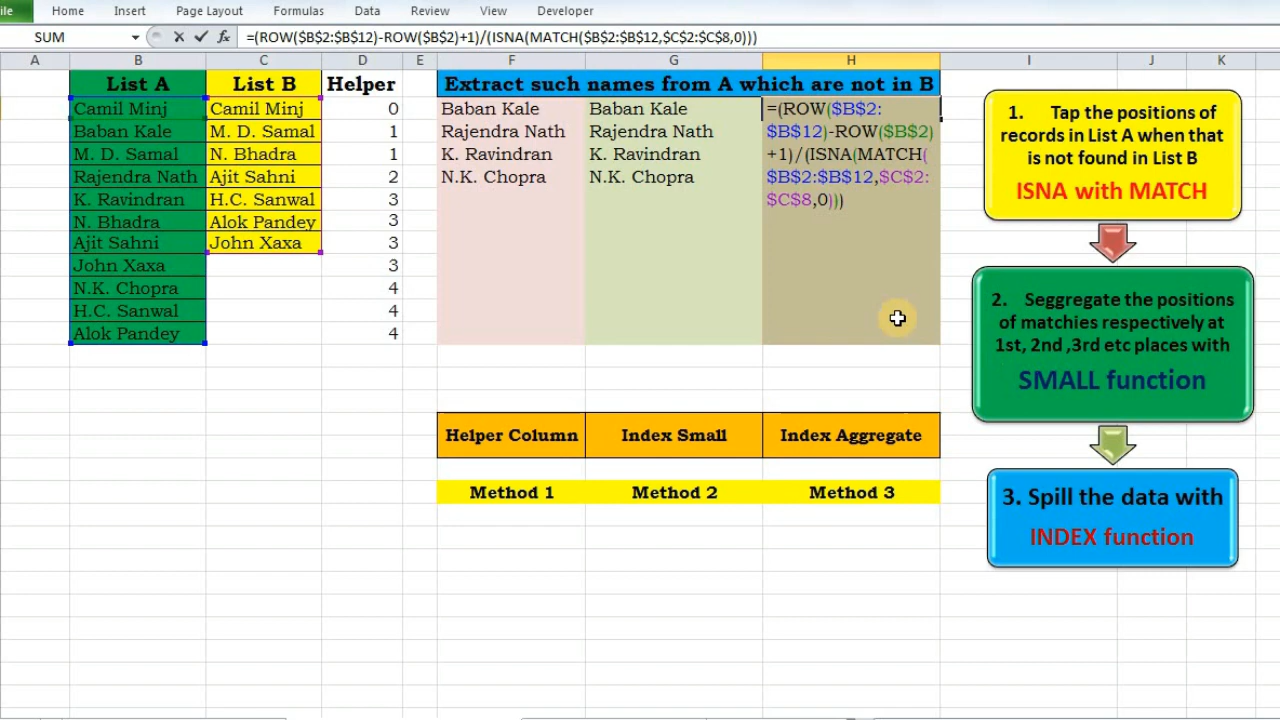 ile Home Insert Page Layout Formulas Data Review View Developer
SUM fx =(ROW($B$2:$B$12)-ROW($B$2)+1)/(ISNA(MATCH($B$2:$B$12,$C$2:$C$8,0)))
A B C D E F G H I J K
List A List B Helper Extract such names from A which are not in B
Camil Minj Camil Minj 0 Baban Kale Baban Kale =(ROW($B$2:
Baban Kale M. D. Samal 1 Rajendra Nath Rajendra Nath $B$12)-ROW($B$2)
M. D. Samal N. Bhadra 1 K. Ravindran K. Ravindran +1)/(ISNA(MATCH(
Rajendra Nath Ajit Sahni 2 N.K. Chopra N.K. Chopra $B$2:$B$12,$C$2:
K. Ravindran H.C. Sanwal 3 $C$8,0)))
N. Bhadra Alok Pandey 3
Ajit Sahni John Xaxa 3
John Xaxa 3
N.K. Chopra 4
H.C. Sanwal 4
Alok Pandey 4
Helper Column Index Small Index Aggregate
Method 1 Method 2 Method 3
1. Tap the positions of
records in List A when that
is not found in List B
ISNA with MATCH
2. Seggregate the positions
of matchies respectively at
1st, 2nd ,3rd etc places with
SMALL function
3. Spill the data with
INDEX function